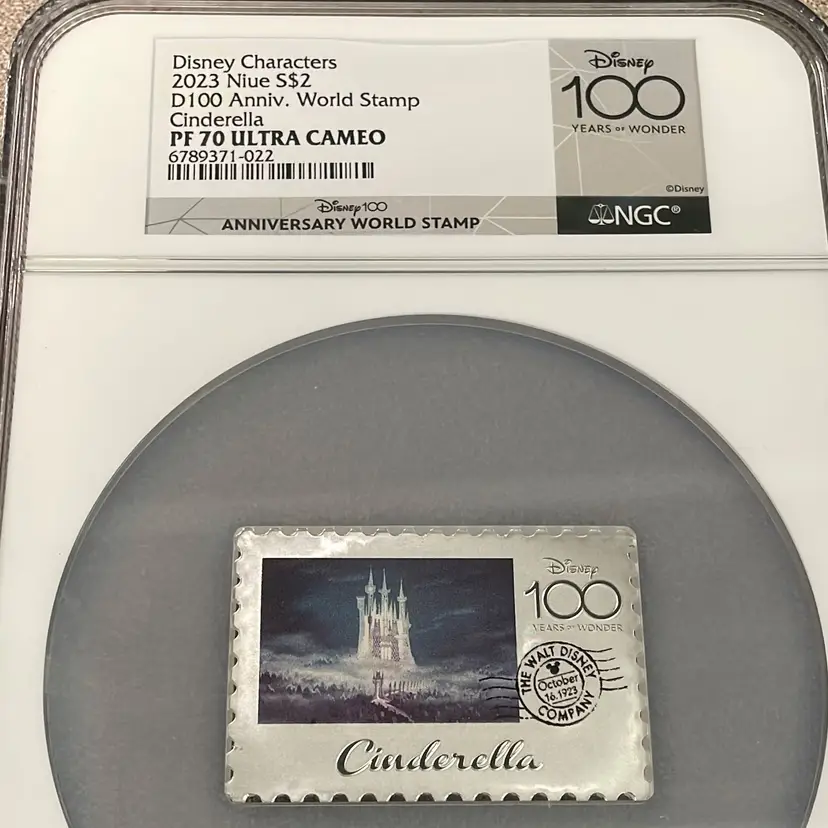 Disney Characters
2023 Niue S$2
D100 Anniv. World Stamp
Cinderella
PF 70 ULTRA CAMEO
6789371-022
Disney
100
YEARS OF WONDER
©Disney
Disney100
ANNIVERSARY WORLD STAMP
NGC®
Disney
100
YEARS OF WONDER
THE WALT DISNEY
October
16.1923
COMPANY
Cinderella